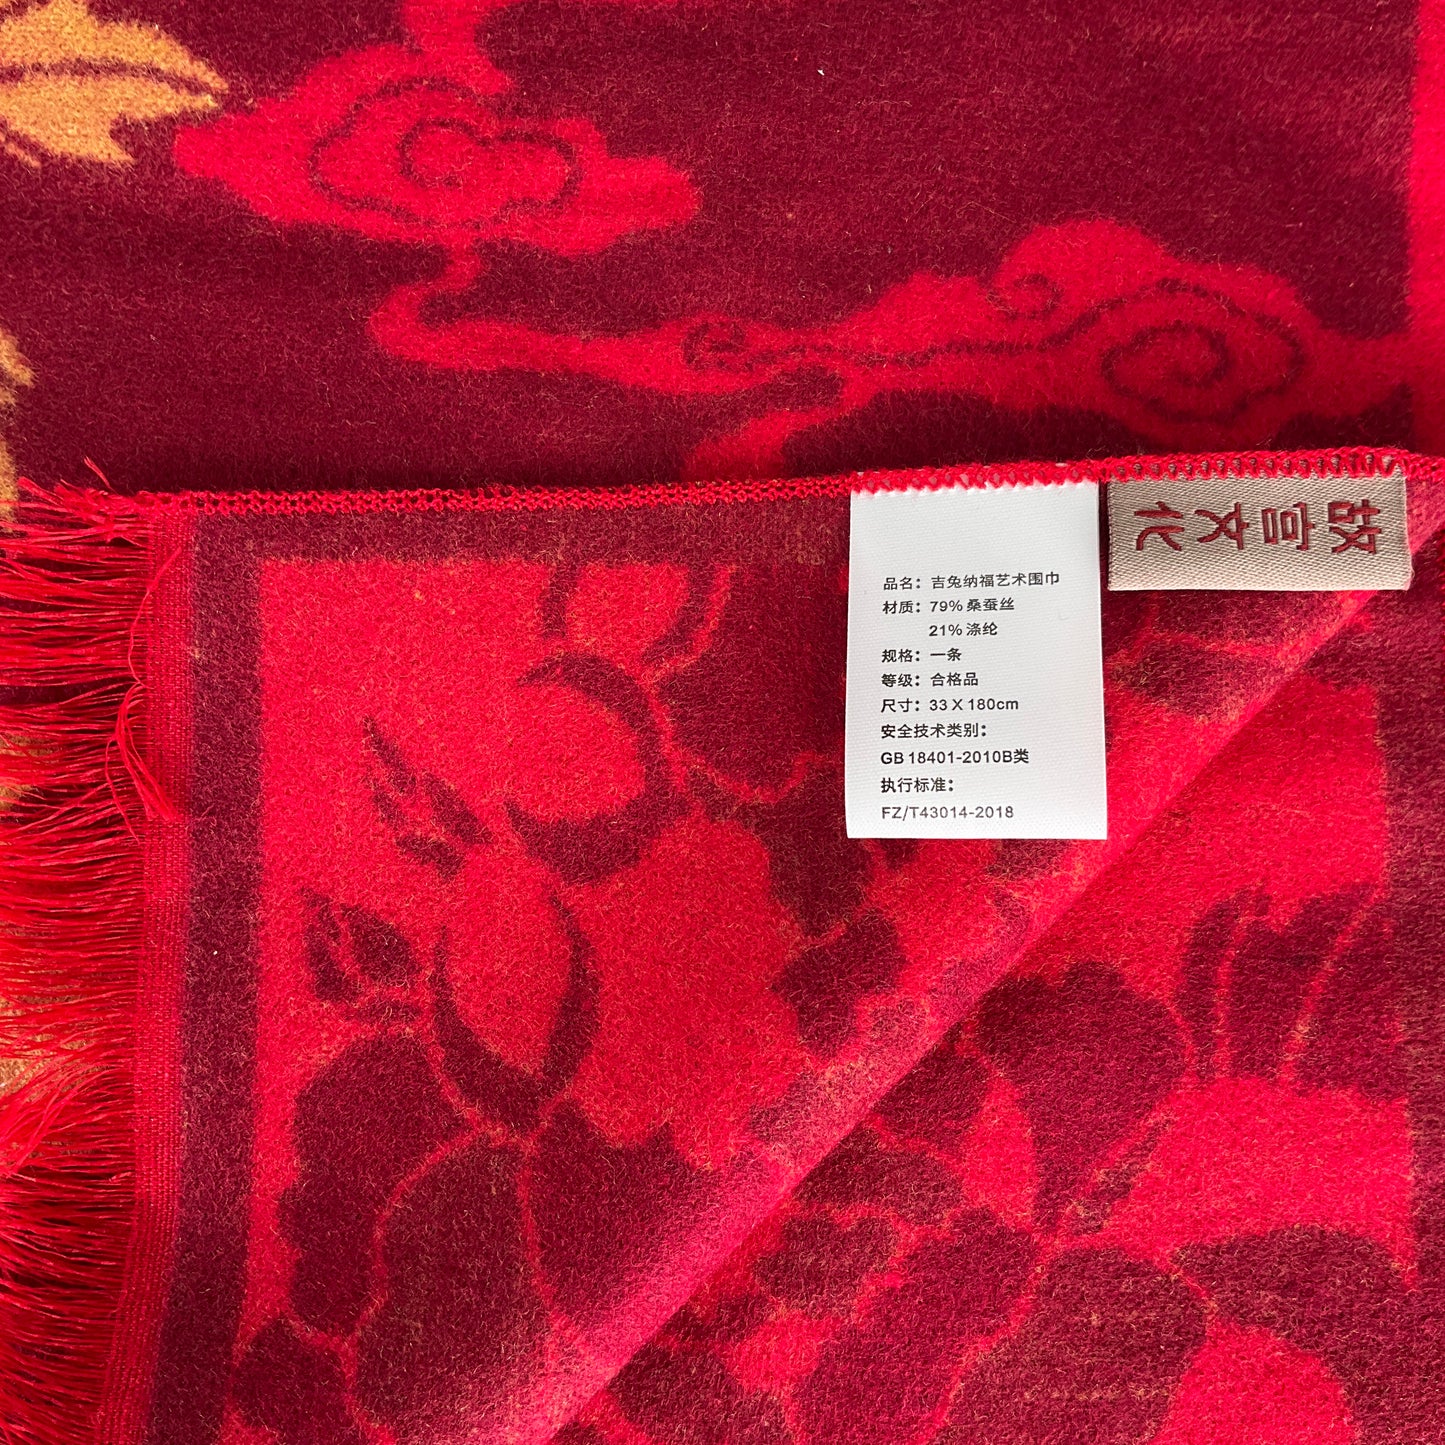 故宫文化
品名：吉兔纳福艺术围巾
材质：79% 桑蚕丝
21% 涤纶
规格：一条
等级：合格品
尺寸：33 X 180cm
安全技术类别：
GB 18401-2010B类
执行标准：
FZ/T43014-2018